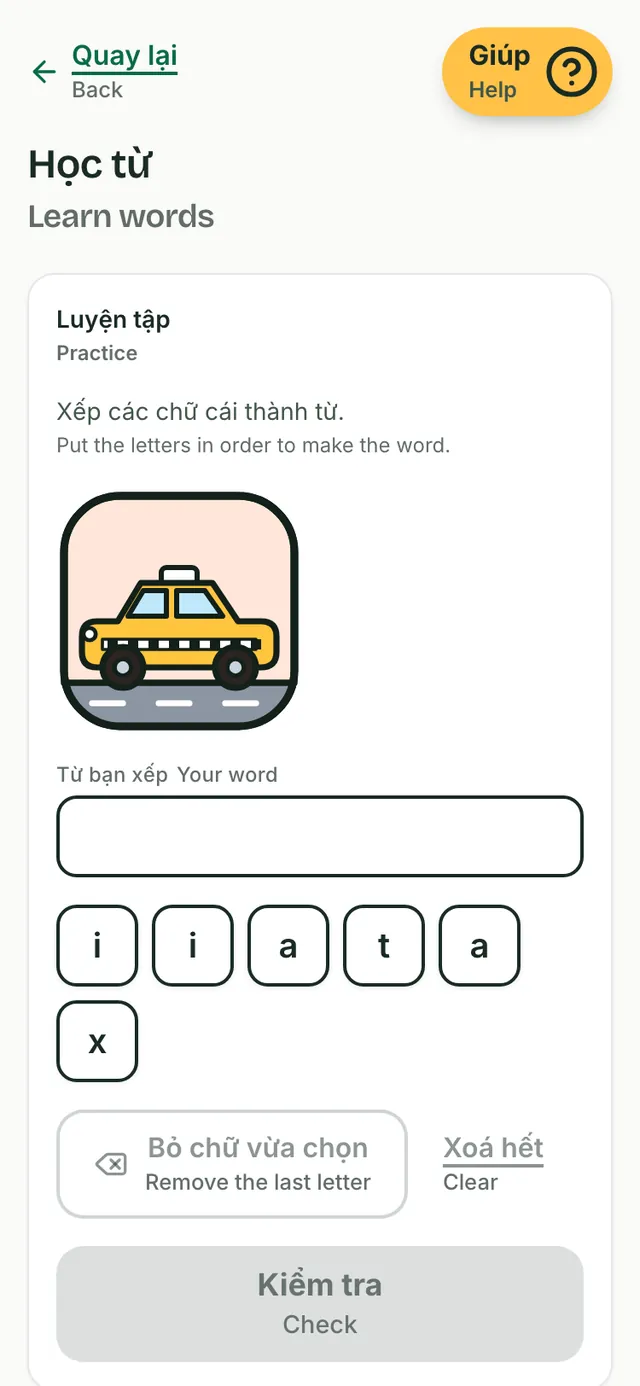 Quay lại
Back
Giúp
Help
Học từ
Learn words
Luyện tập
Practice
Xếp các chữ cái thành từ.
Put the letters in order to make the word.
Từ bạn xếp Your word
i i a t a
x
Bỏ chữ vừa chọn
Remove the last letter
Xoá hết
Clear
Kiểm tra
Check